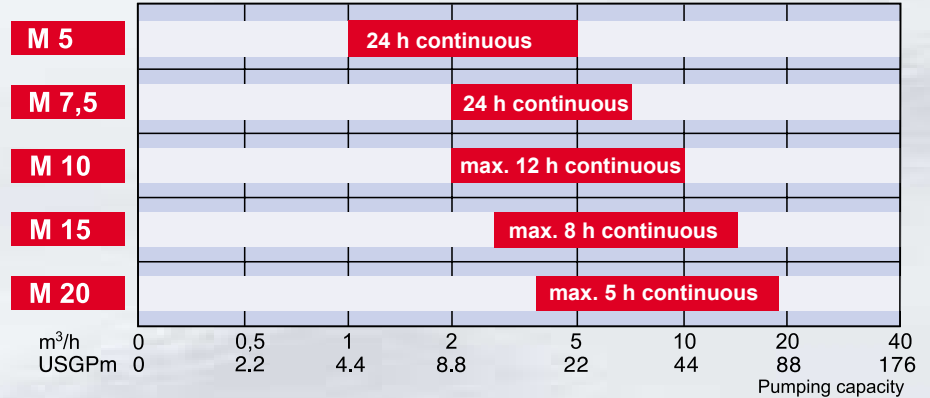 M 5 24 h continuous
M 7,5 24 h continuous
M 10 max. 12 h continuous
M 15 max. 8 h continuous
M 20 max. 5 h continuous
m³/h 0 0,5 1 2 5 10 20 40
USGPm 0 2.2 4.4 8.8 22 44 88 176
Pumping capacity